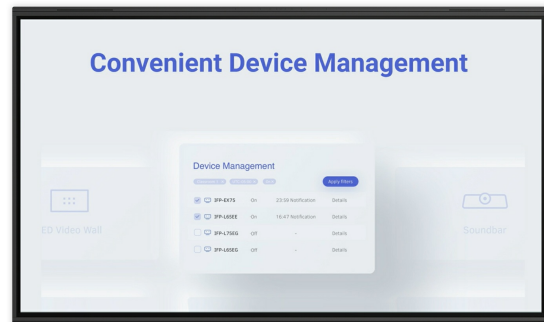 Convenient Device Management
Device Management
Apply filters
IFP-EX75 On 23:59 Notification Details
IFP-L65EE On 16:47 Notification Details
IFP-L75EG Off - Details
IFP-L65EG Off - Details
ED Video Wall
Soundbar